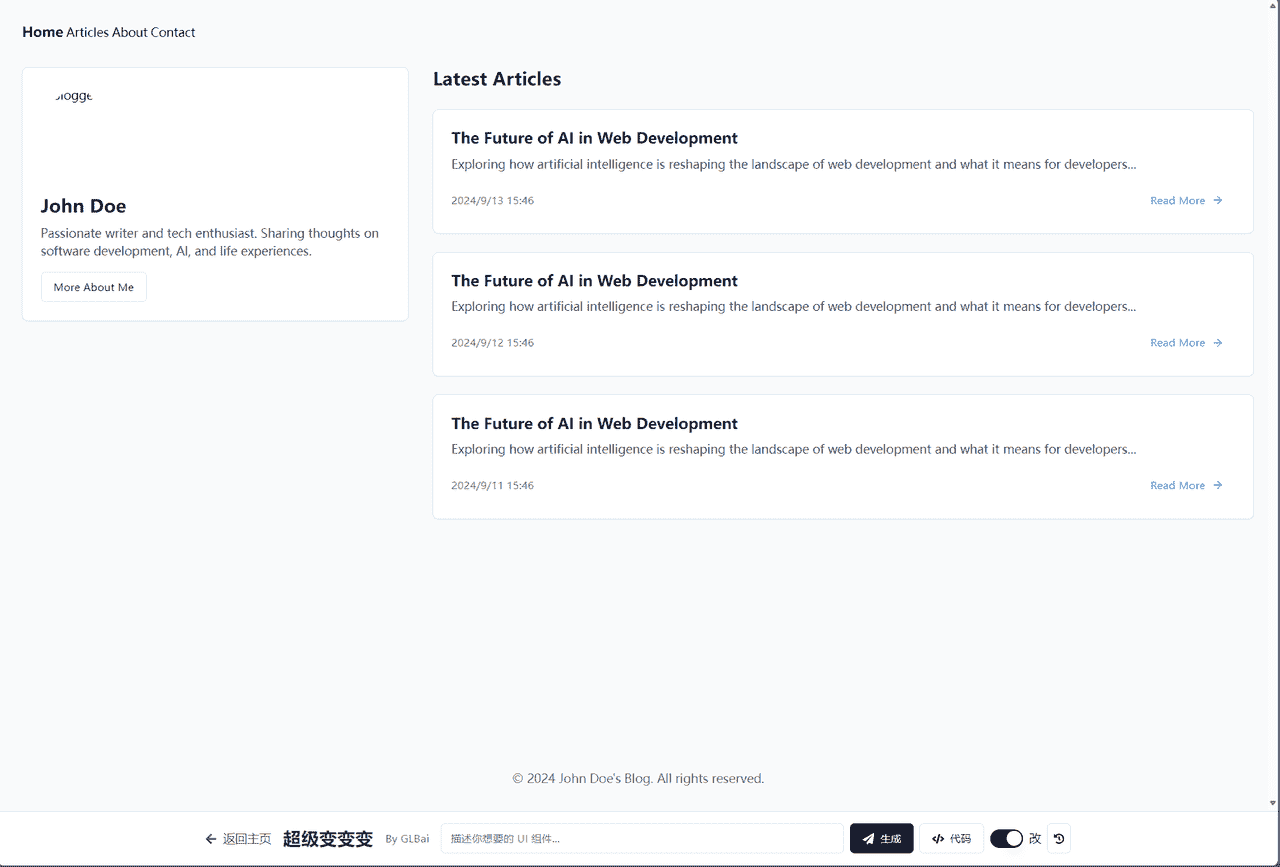 Home Articles About Contact
John Doe
Passionate writer and tech enthusiast. Sharing thoughts on
software development, AI, and life experiences.
More About Me
Latest Articles
The Future of AI in Web Development
Exploring how artificial intelligence is reshaping the landscape of web development and what it means for developers...
2024/9/13 15:46 Read More →
The Future of AI in Web Development
Exploring how artificial intelligence is reshaping the landscape of web development and what it means for developers...
2024/9/12 15:46 Read More →
The Future of AI in Web Development
Exploring how artificial intelligence is reshaping the landscape of web development and what it means for developers...
2024/9/11 15:46 Read More →
© 2024 John Doe's Blog. All rights reserved.
← 返回主页 超级变变变 By GLBai 描述你想要的 UI 组件... 生成 代码 改